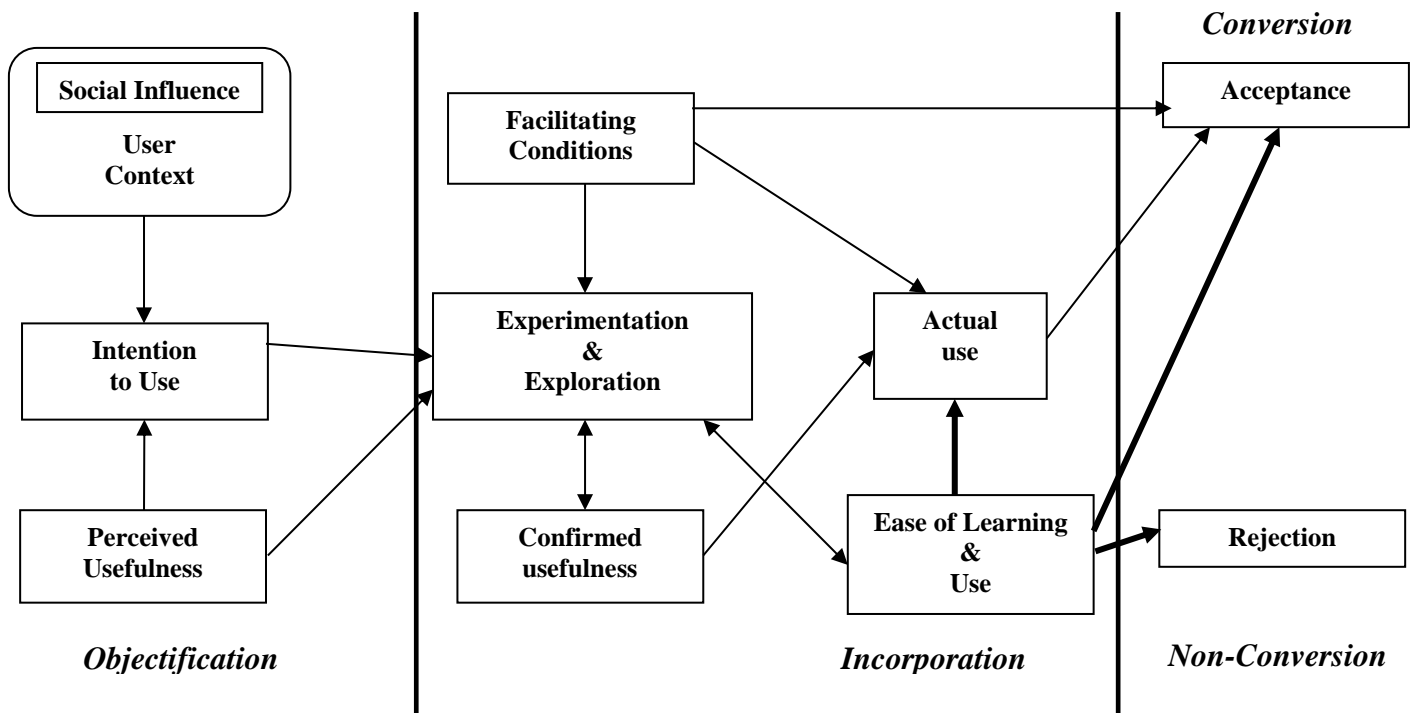 Conversion
Social Influence
User
Context
Facilitating
Conditions
Acceptance
Intention
to Use
Experimentation
&
Exploration
Actual
use
Perceived
Usefulness
Confirmed
usefulness
Ease of Learning
&
Use
Rejection
Objectification
Incorporation
Non-Conversion